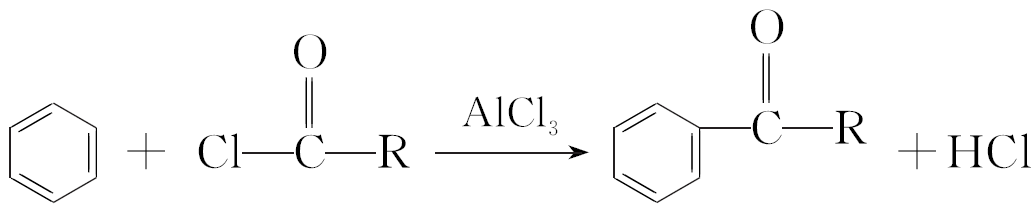 O O
+ Cl C R AlCl₃ C R + HCl